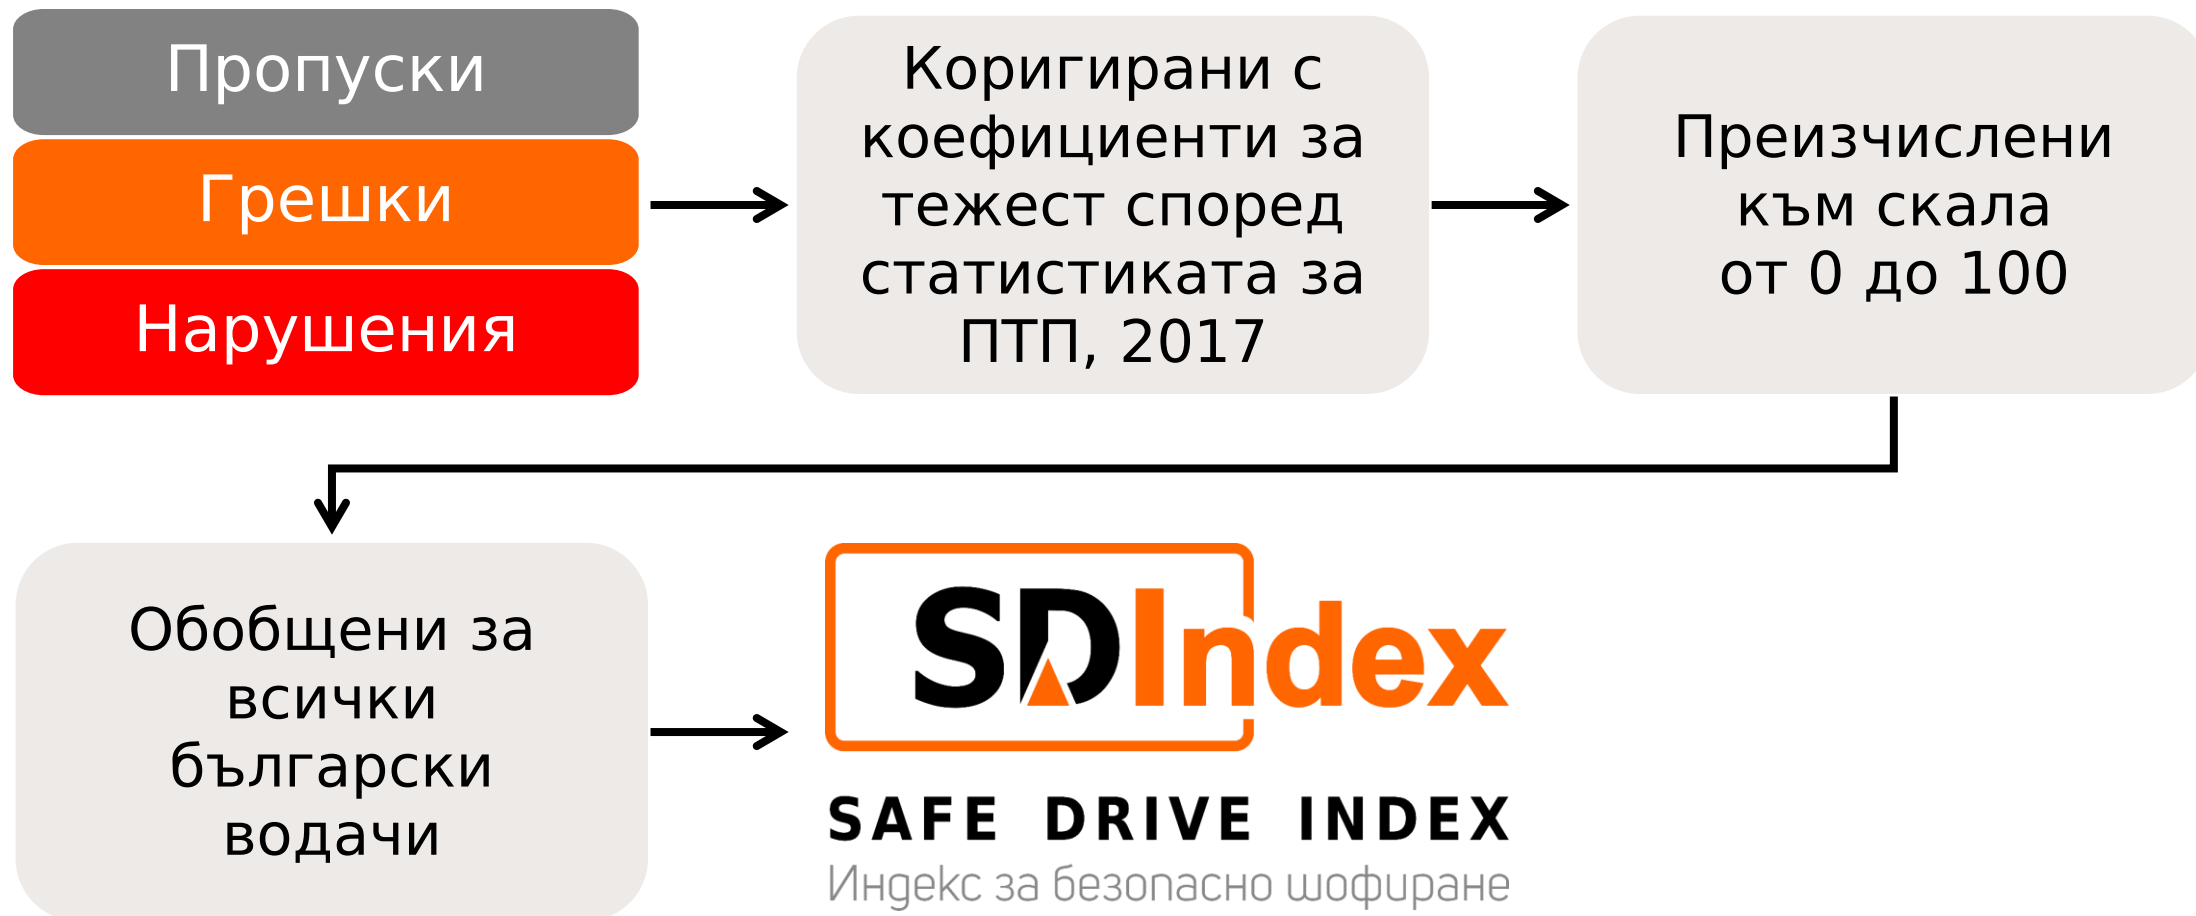 Пропуски
Грешки
Нарушения
Коригирани с
коефициенти за
тежест според
статистиката за
ПТП, 2017
Преизчислени
към скала
от 0 до 100
Обобщени за
всички
български
водачи
SDIndex
SAFE DRIVE INDEX
Индекс за безопасно шофиране